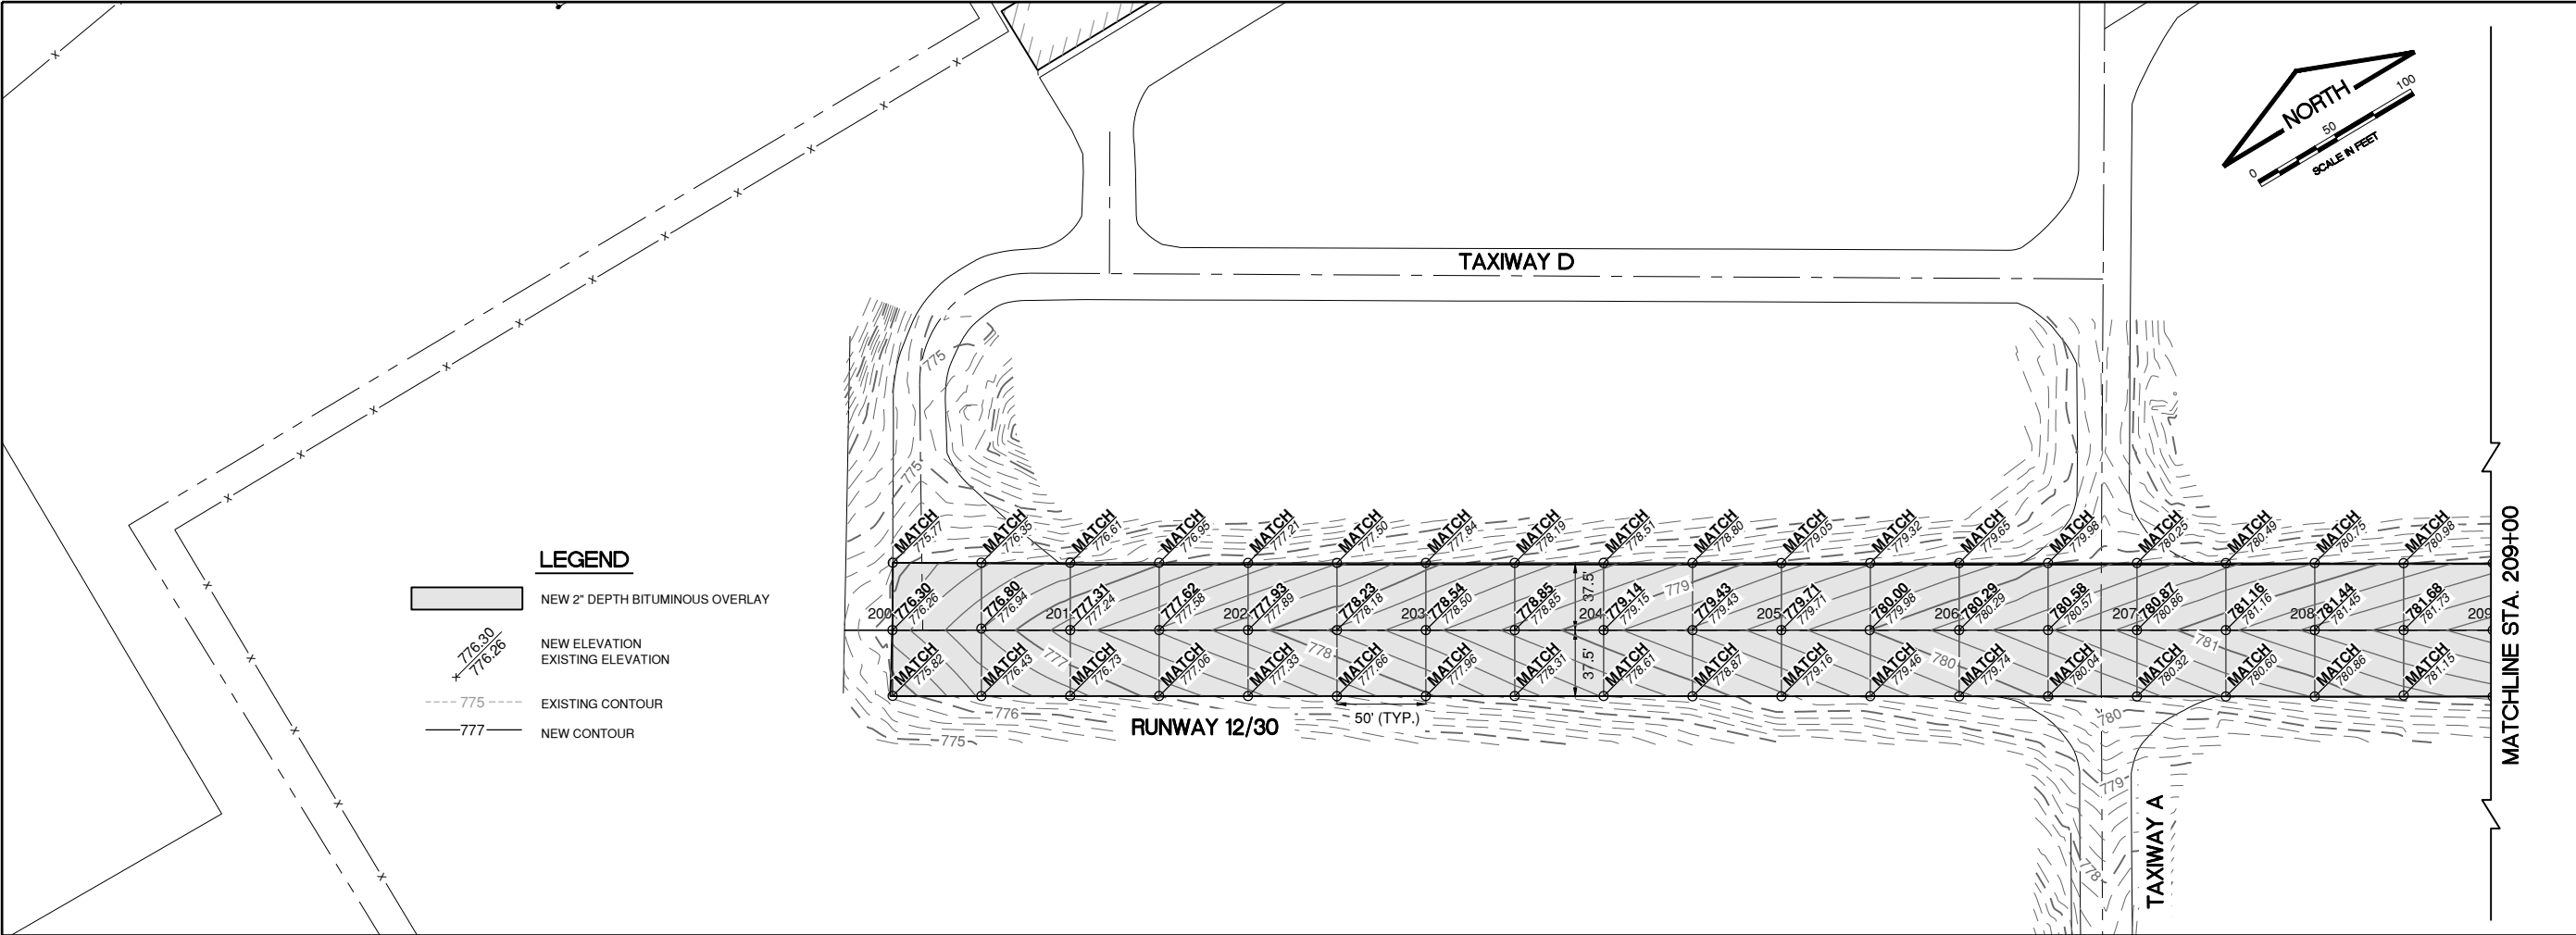 NORTH
0
50
100
SCALE IN FEET
TAXIWAY D
775
775
MATCH 775.77
MATCH 776.35
MATCH 776.61
MATCH 776.95
MATCH 777.21
MATCH 777.50
MATCH 777.84
MATCH 778.19
MATCH 778.51
MATCH 778.80
MATCH 779.05
MATCH 779.32
MATCH 779.65
MATCH 779.98
MATCH 780.25
MATCH 780.49
MATCH 780.75
MATCH 780.98
MATCHLINE STA. 209+00
LEGEND
NEW 2" DEPTH BITUMINOUS OVERLAY
776.30
776.26
NEW ELEVATION
EXISTING ELEVATION
775
EXISTING CONTOUR
777
NEW CONTOUR
37.5'
779
200
776.30 776.26
776.80 776.94
201
777.31 777.24
777.62 777.58
202
777.93 777.89
778.23 778.18
203
778.54 778.50
778.85 778.85
204
779.14 779.15
779.43 779.43
205
779.71 779.71
780.00 779.98
206
780.29 780.29
780.58 780.57
207
780.87 780.86
781.16 781.16
208
781.44 781.45
781.68 781.73
209
777
778
37.5'
780
781
MATCH 775.82
MATCH 776.43
MATCH 776.73
MATCH 777.06
MATCH 777.33
MATCH 777.66
MATCH 777.96
MATCH 778.31
MATCH 778.61
MATCH 778.87
MATCH 779.16
MATCH 779.46
MATCH 779.74
MATCH 780.04
MATCH 780.32
MATCH 780.60
MATCH 780.86
MATCH 781.15
776
775
RUNWAY 12/30
50' (TYP.)
780
779
778
TAXIWAY A